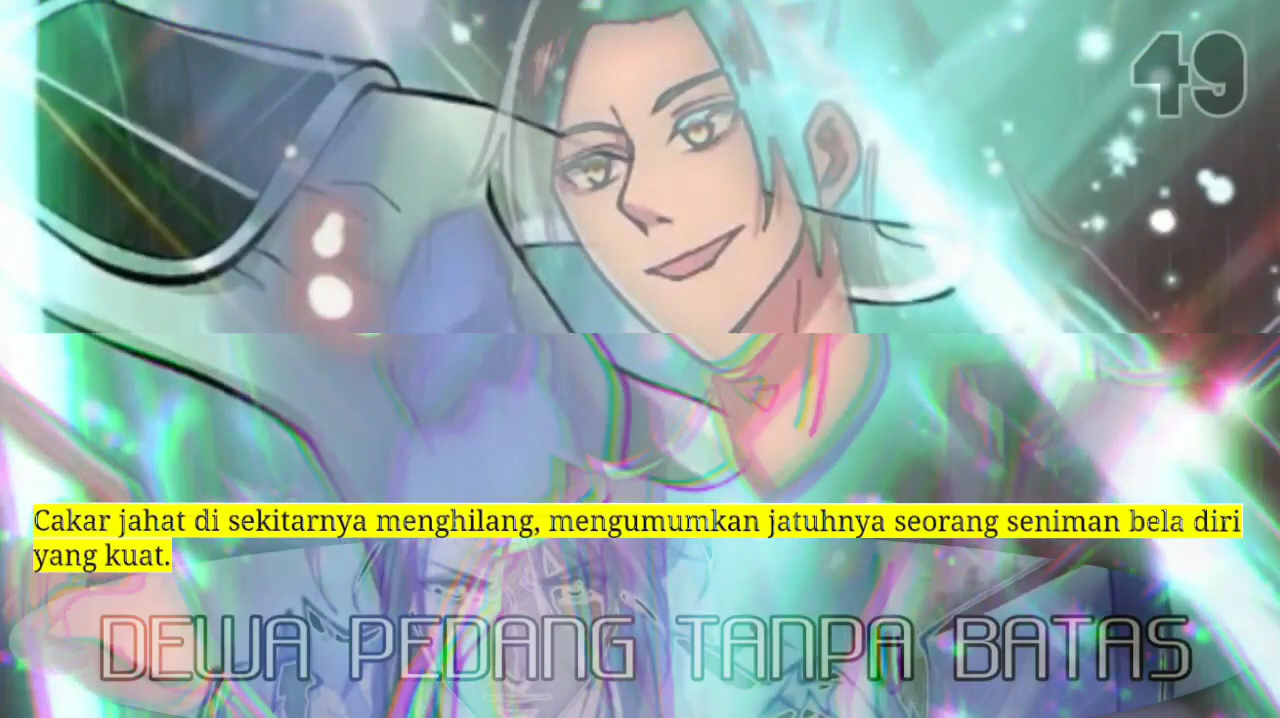 49
Cakar jahat di sekitarnya menghilang, mengumumkan jatuhnya seorang seniman bela diri
yang kuat.
DEWA PEDANG TANPA BATAS